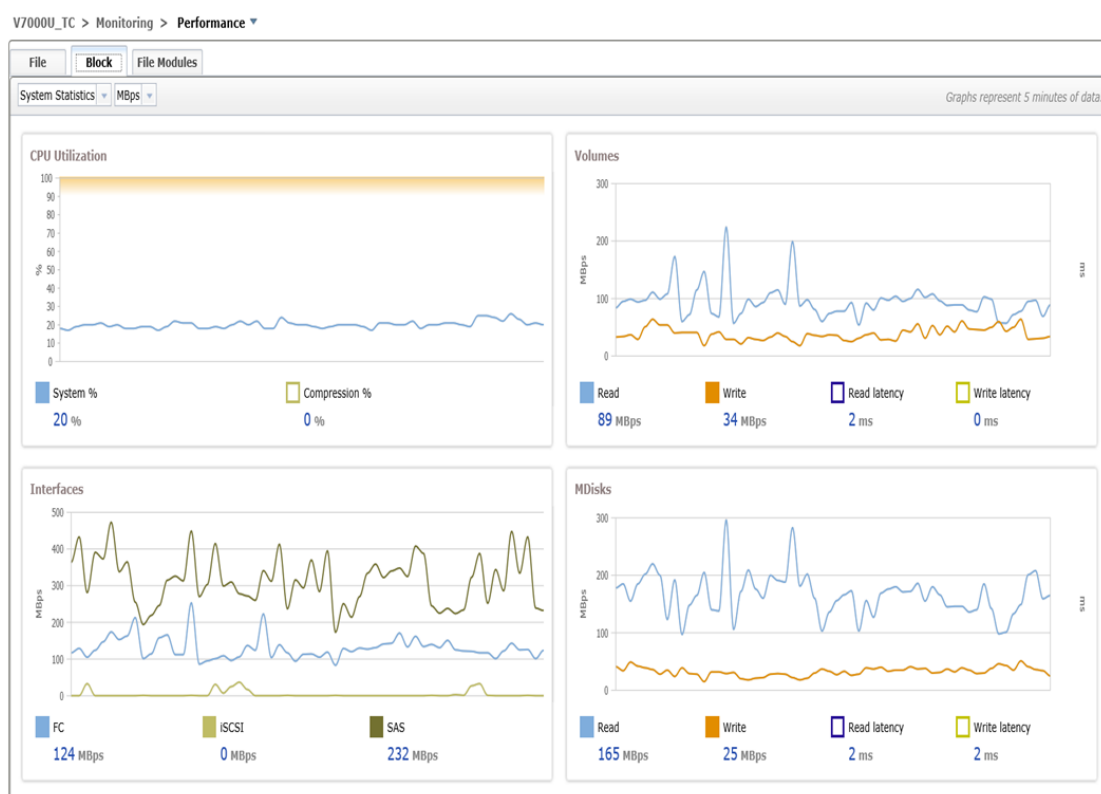 V7000U_TC > Monitoring > Performance
File Block File Modules
System Statistics MBps
Graphs represent 5 minutes of data.
CPU Utilization
100
90
80
70
60
50
40
30
20
10
0
%
System % Compression %
20 % 0 %
Volumes
300
200
100
0
MBps
ms
Read Write Read latency Write latency
89 MBps 34 MBps 2 ms 0 ms
Interfaces
500
400
300
200
100
0
MBps
FC iSCSI SAS
124 MBps 0 MBps 232 MBps
MDisks
300
200
100
0
MBps
ms
Read Write Read latency Write latency
165 MBps 25 MBps 2 ms 2 ms